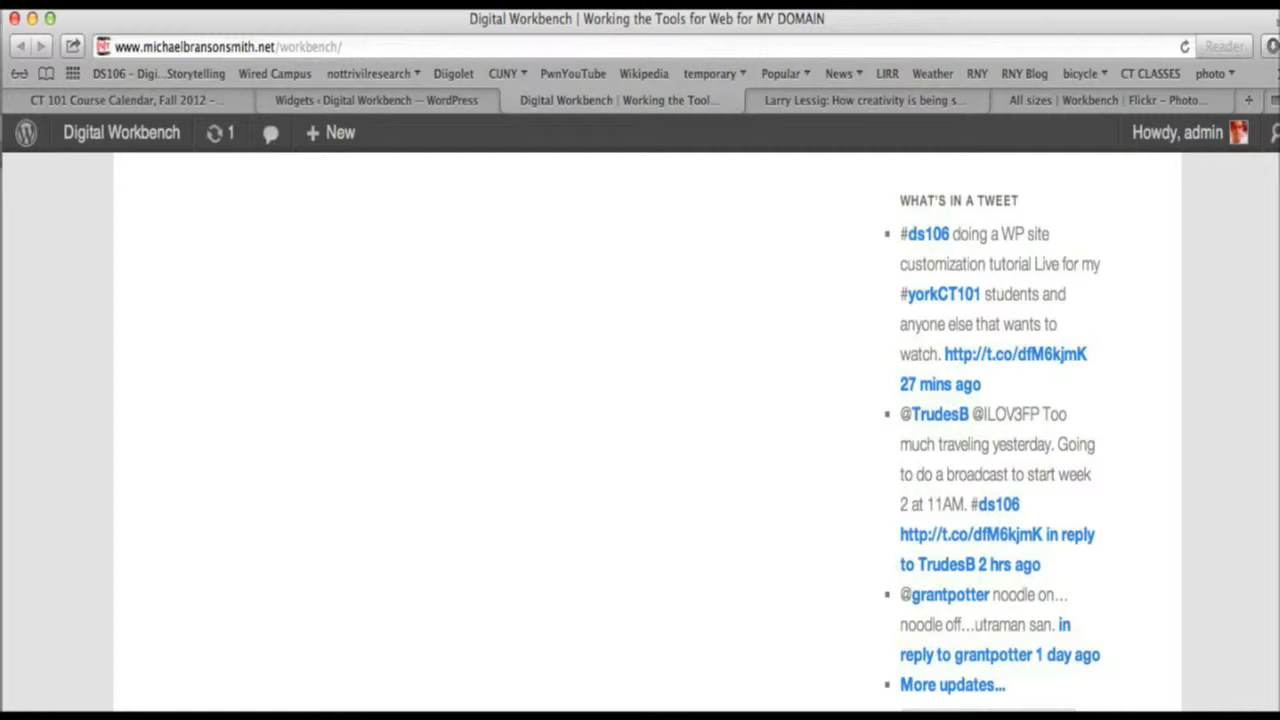 Digital Workbench | Working the Tools for Web for MY DOMAIN
www.michaelbransonsmith.net/workbench/
Reader
DS106 - Digi...Storytelling Wired Campus nottrivilresearch Diigolet CUNY PwnYouTube Wikipedia temporary Popular News LIRR Weather RNY RNY Blog bicycle CT CLASSES photo
CT 101 Course Calendar, Fall 2012 –... Widgets ‹ Digital Workbench — WordPress Digital Workbench | Working the Tool... Larry Lessig: How creativity is being s... All sizes | Workbench | Flickr – Photo... +
Digital Workbench 1 + New Howdy, admin
WHAT'S IN A TWEET
#ds106 doing a WP site
customization tutorial Live for my
#yorkCT101 students and
anyone else that wants to
watch. http://t.co/dfM6kjmK
27 mins ago
@TrudesB @ILOV3FP Too
much traveling yesterday. Going
to do a broadcast to start week
2 at 11AM. #ds106
http://t.co/dfM6kjmK in reply
to TrudesB 2 hrs ago
@grantpotter noodle on…
noodle off…utraman san. in
reply to grantpotter 1 day ago
More updates...